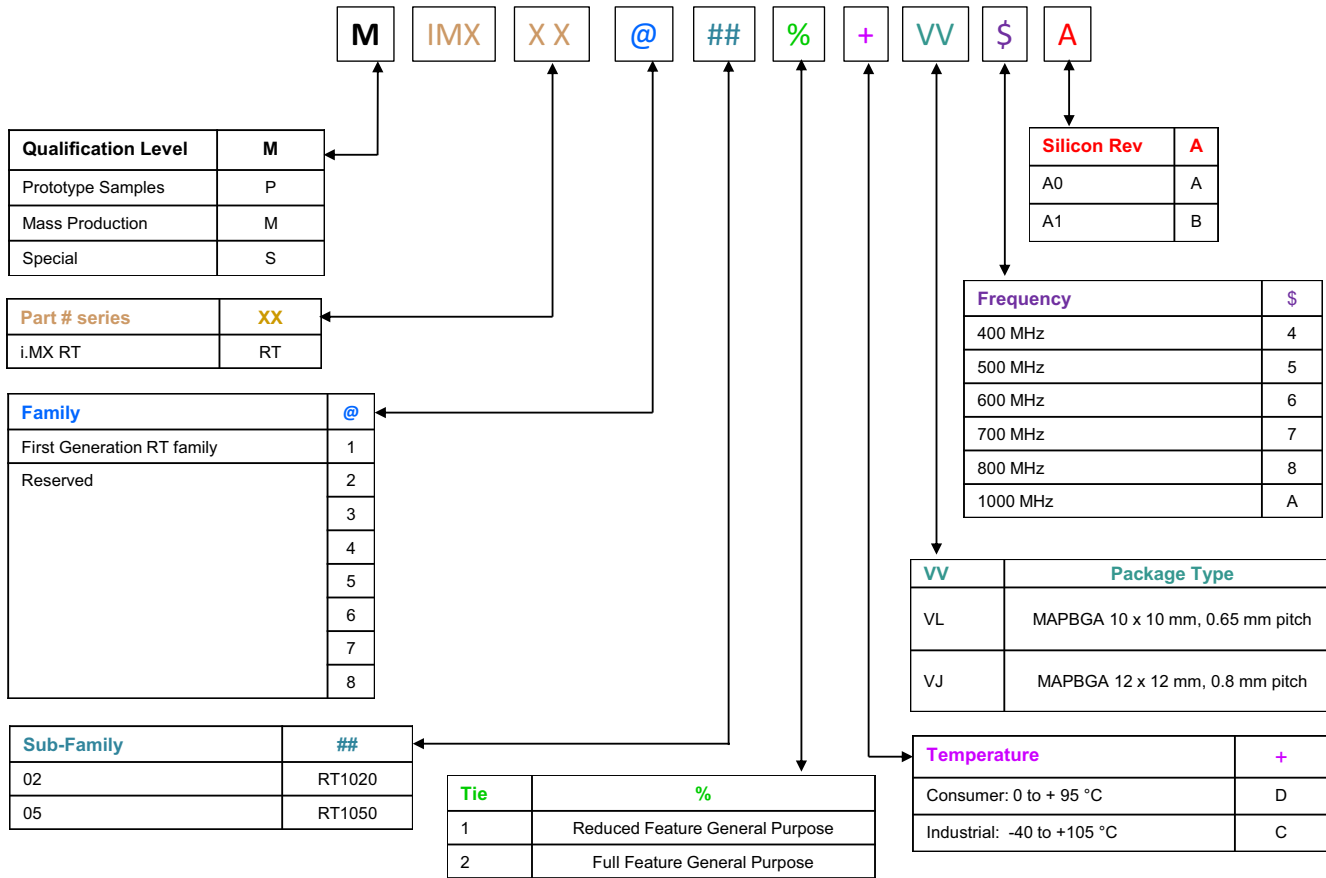 M IMX X X @ ## % + VV $ A
Qualification Level M
Prototype Samples P
Mass Production M
Special S
Part # series XX
i.MX RT RT
Family @
First Generation RT family 1
Reserved 2
3
4
5
6
7
8
Sub-Family ##
02 RT1020
05 RT1050
Tie %
1 Reduced Feature General Purpose
2 Full Feature General Purpose
Silicon Rev A
A0 A
A1 B
Frequency $
400 MHz 4
500 MHz 5
600 MHz 6
700 MHz 7
800 MHz 8
1000 MHz A
VV Package Type
VL MAPBGA 10 x 10 mm, 0.65 mm pitch
VJ MAPBGA 12 x 12 mm, 0.8 mm pitch
Temperature +
Consumer: 0 to + 95 °C D
Industrial: -40 to +105 °C C